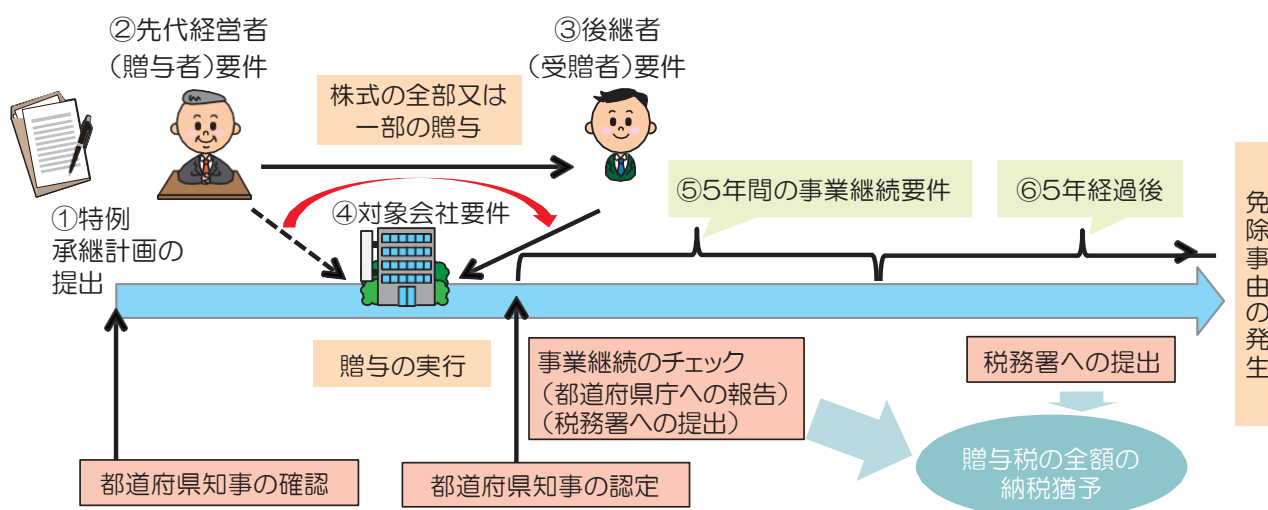 ②先代経営者
（贈与者）要件
③後継者
（受贈者）要件
株式の全部又は
一部の贈与
①特例
承継計画の
提出
④対象会社要件
⑤5年間の事業継続要件
⑥5年経過後
免除事由の発生
贈与の実行
事業継続のチェック
（都道府県庁への報告）
（税務署への提出）
税務署への提出
都道府県知事の確認
都道府県知事の認定
贈与税の全額の
納税猶予